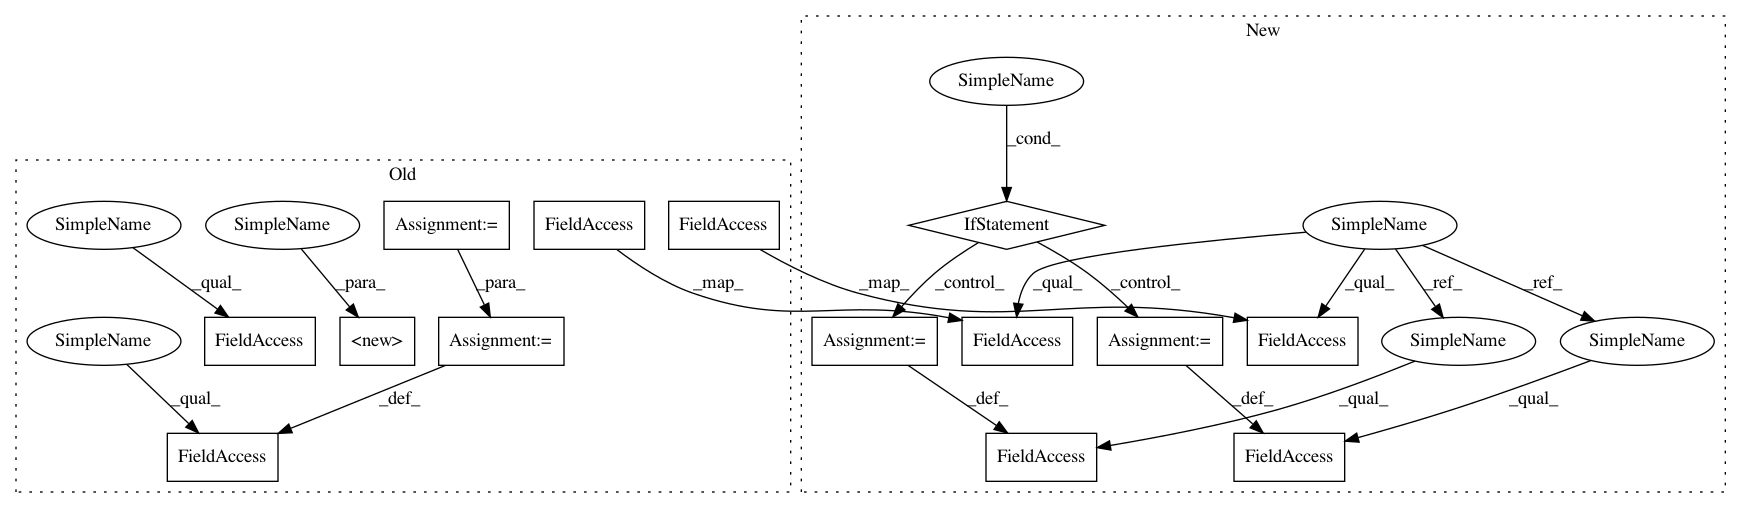 New
SimpleName
_cond_
Old
SimpleName
SimpleName
Assignment:=
FieldAccess
FieldAccess
IfStatement
SimpleName
_qual_
_para_
_para_
_map_
_map_
_control_
_qual_
_control_
_qual_
_ref_
_ref_
SimpleName
FieldAccess
<new>
Assignment:=
Assignment:=
FieldAccess
Assignment:=
FieldAccess
SimpleName
SimpleName
_qual_
_def_
_def_
_def_
_qual_
_qual_
FieldAccess
FieldAccess
FieldAccess